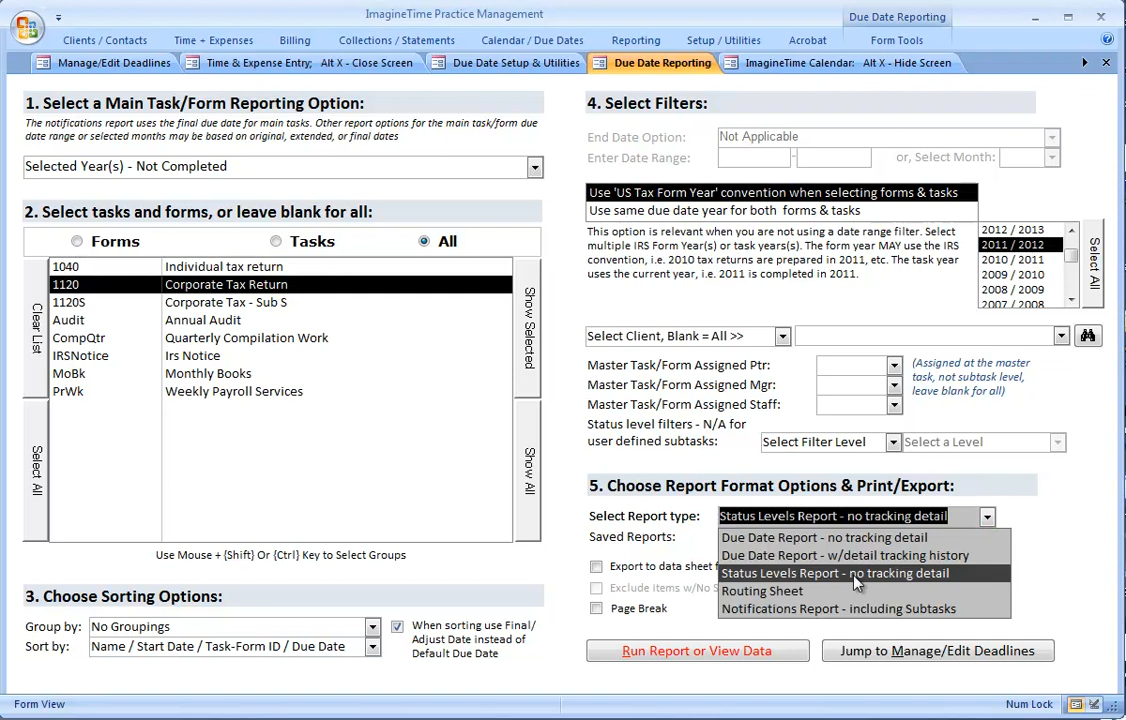 ImagineTime Practice Management
Due Date Reporting
Clients / Contacts
Time + Expenses
Billing
Collections / Statements
Calendar / Due Dates
Reporting
Setup / Utilities
Acrobat
Form Tools
Manage/Edit Deadlines
Time & Expense Entry; Alt X - Close Screen
Due Date Setup & Utilities
Due Date Reporting
ImagineTime Calendar: Alt X - Hide Screen
1. Select a Main Task/Form Reporting Option:
The notifications report uses the final due date for main tasks. Other report options for the main task/form due
date range or selected months may be based on original, extended, or final dates
Selected Year(s) - Not Completed
2. Select tasks and forms, or leave blank for all:
Forms
Tasks
All
Clear List
Select All
1040 Individual tax return
1120 Corporate Tax Return
1120S Corporate Tax - Sub S
Audit Annual Audit
CompQtr Quarterly Compilation Work
IRSNotice Irs Notice
MoBk Monthly Books
PrWk Weekly Payroll Services
Show Selected
Show All
Use Mouse + {Shift} Or {Ctrl} Key to Select Groups
3. Choose Sorting Options:
Group by: No Groupings
Sort by: Name / Start Date / Task-Form ID / Due Date
When sorting use Final/
Adjust Date instead of
Default Due Date
4. Select Filters:
End Date Option: Not Applicable
Enter Date Range: -
or, Select Month:
Use 'US Tax Form Year' convention when selecting forms & tasks
Use same due date year for both forms & tasks
This option is relevant when you are not using a date range filter. Select
multiple IRS Form Year(s) or task years(s). The form year MAY use the IRS
convention, i.e. 2010 tax returns are prepared in 2011, etc. The task year
uses the current year, i.e. 2011 is completed in 2011.
2012 / 2013
2011 / 2012
2010 / 2011
2009 / 2010
2008 / 2009
2007 / 2008
Select All
Select Client, Blank = All >>
Master Task/Form Assigned Ptr:
Master Task/Form Assigned Mgr:
Master Task/Form Assigned Staff:
(Assigned at the master
task, not subtask level,
leave blank for all)
Status level filters - N/A for
user defined subtasks:
Select Filter Level
Select a Level
5. Choose Report Format Options & Print/Export:
Select Report type: Status Levels Report - no tracking detail
Saved Reports:
Due Date Report - no tracking detail
Due Date Report - w/detail tracking history
Status Levels Report - no tracking detail
Routing Sheet
Notifications Report - including Subtasks
Export to data sheet
Exclude Items w/No
Page Break
Run Report or View Data
Jump to Manage/Edit Deadlines
Form View
Num Lock